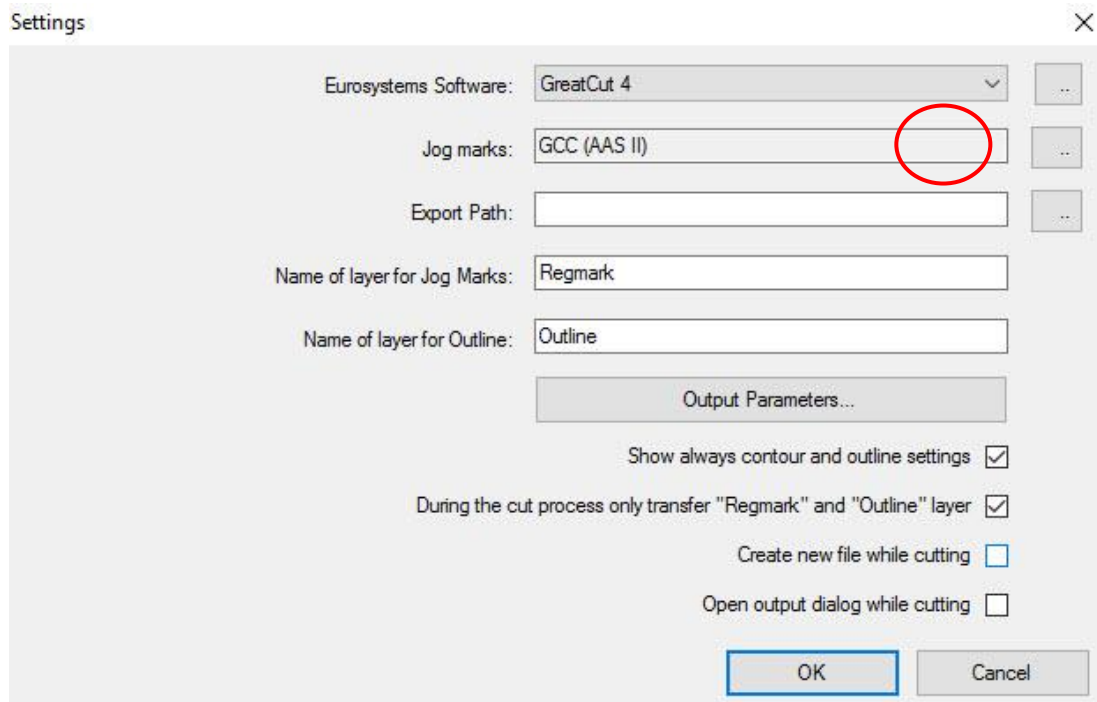 Settings
Eurosystems Software: GreatCut 4 ..
Jog marks: GCC (AAS II) ..
Export Path: ..
Name of layer for Jog Marks: Regmark
Name of layer for Outline: Outline
Output Parameters...
Show always contour and outline settings
During the cut process only transfer "Regmark" and "Outline" layer
Create new file while cutting
Open output dialog while cutting
OK Cancel